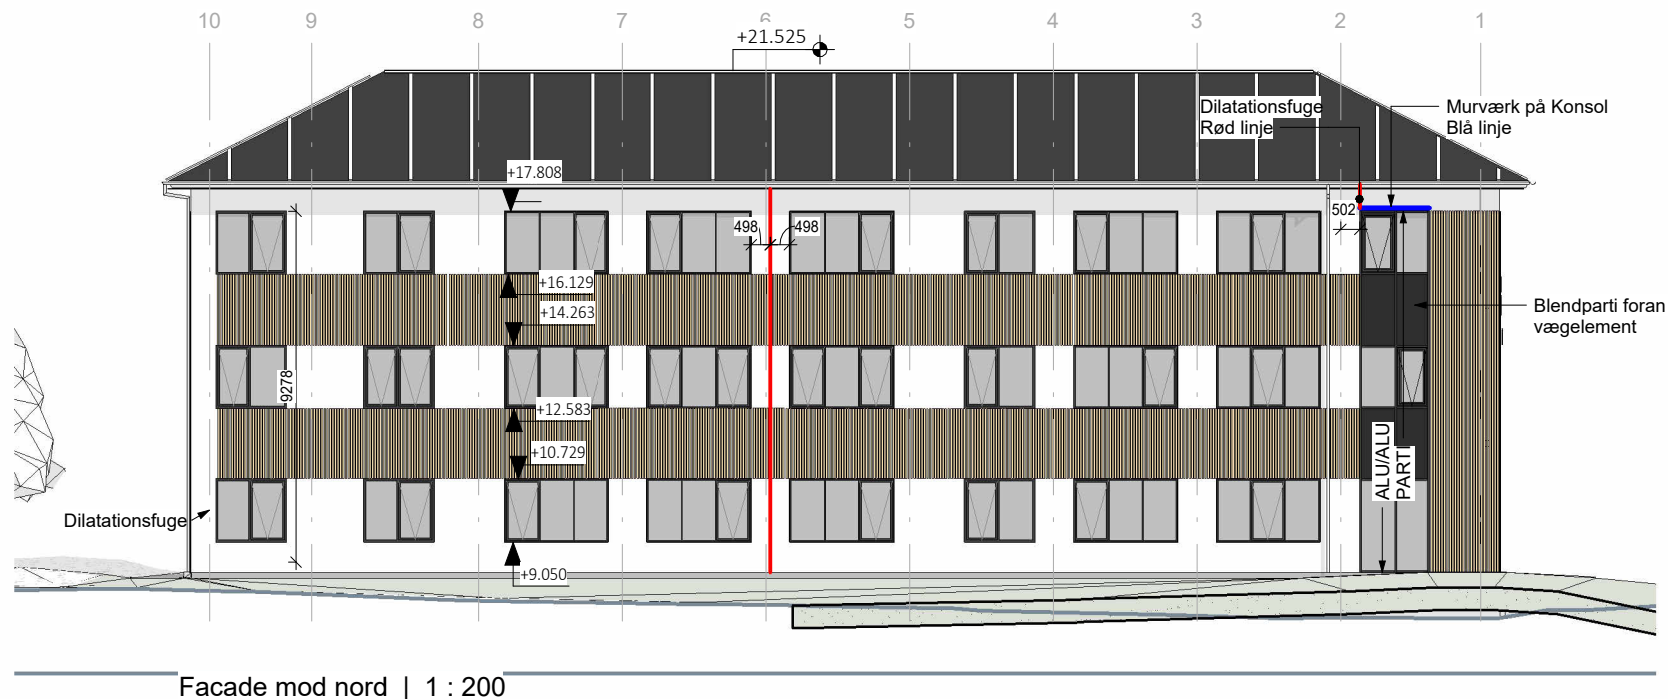 10 9 8 7 6 5 4 3 2 1
+21.525
Dilatationsfuge
Rød linje
Murværk på Konsol
Blå linje
+17.808
498 498
502
+16.129
+14.263
Blendparti foran
vægelement
9278
+12.583
+10.729
ALU/ALU
PARTI
Dilatationsfuge
+9.050
Facade mod nord | 1 : 200